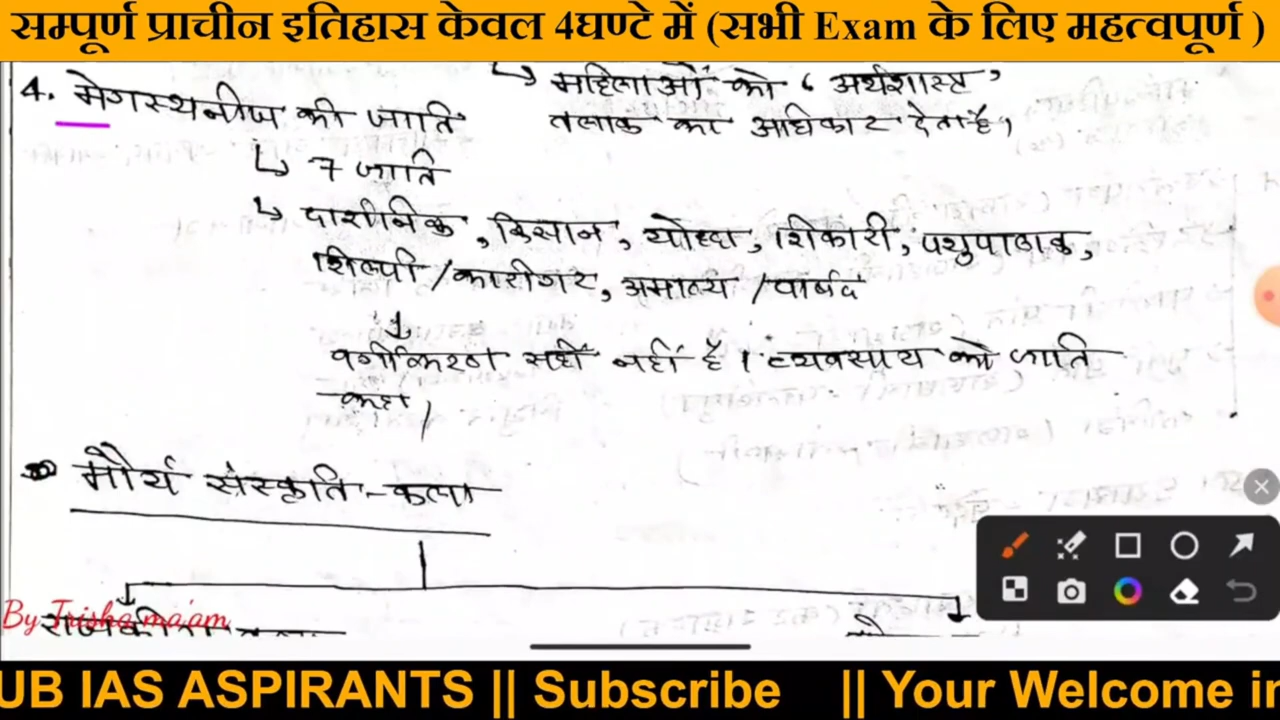 सम्पूर्ण प्राचीन इतिहास केवल 4घण्टे में (सभी Exam के लिए महत्वपूर्ण )
↳ महिलाओं को ‘ अर्थशास्त्र ’
तलाक का अधिकार देता है।
4. मेगस्थनीज की जाति
↳ 7 जाति
↳ दार्शनिक, किसान, योध्दा, शिकारी, पशुपालक,
शिल्पी / कारीगर, अमात्य / पार्षद
↓
वर्गीकरण सही नहीं है। व्यवसाय को जाति
कहा।
मौर्य संस्कृति - कला
By Trisha ma'am
UB IAS ASPIRANTS || Subscribe || Your Welcome in